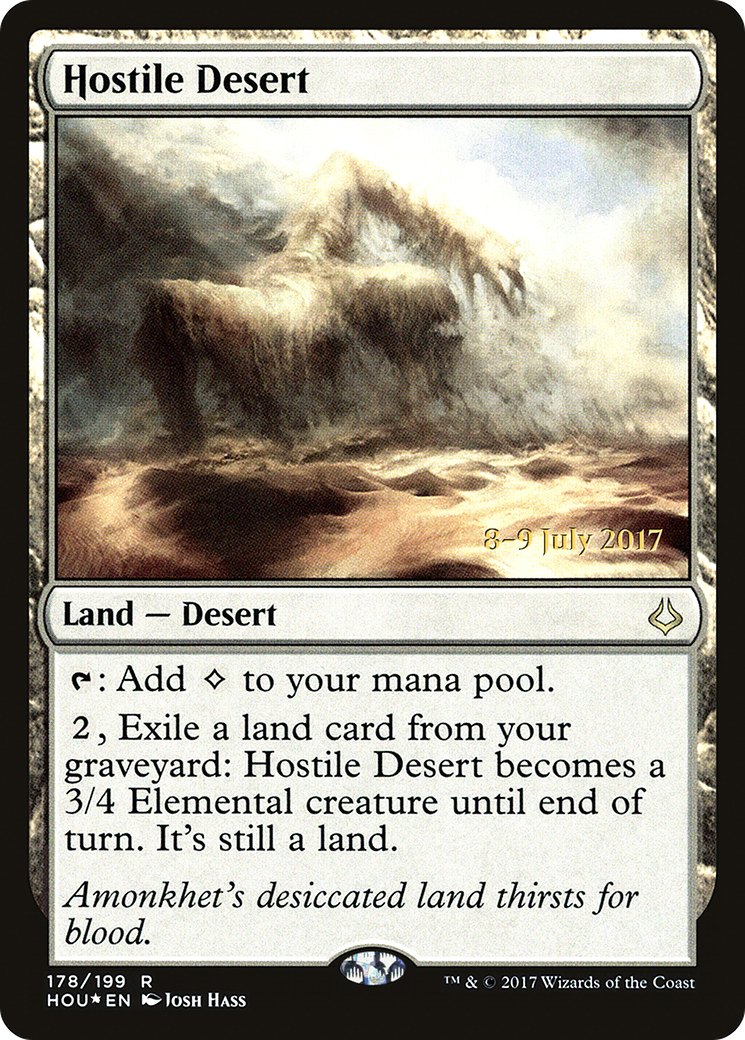 Hostile Desert
8–9 July 2017
Land — Desert
: Add to your mana pool.
2, Exile a land card from your
graveyard: Hostile Desert becomes a
3/4 Elemental creature until end of
turn. It's still a land.
Amonkhet's desiccated land thirsts for
blood.
178/199 R
HOU★EN Josh Hass
™ & © 2017 Wizards of the Coast